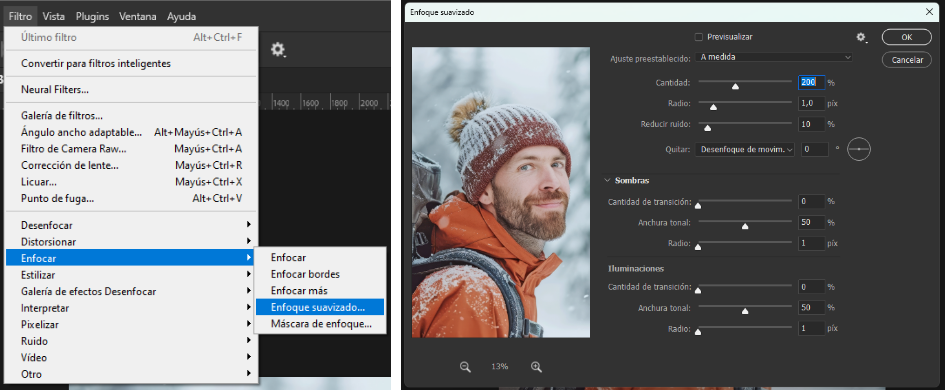 Filtro Vista Plugins Ventana Ayuda
Último filtro Alt+Ctrl+F
Convertir para filtros inteligentes
Neural Filters...
Galería de filtros...
Ángulo ancho adaptable... Alt+Mayús+Ctrl+A
Filtro de Camera Raw... Mayús+Ctrl+A
Corrección de lente... Mayús+Ctrl+R
Licuar... Mayús+Ctrl+X
Punto de fuga... Alt+Ctrl+V
Desenfocar
Distorsionar
Enfocar
Estilizar
Galería de efectos Desenfocar
Interpretar
Pixelizar
Ruido
Vídeo
Otro
Enfocar
Enfocar bordes
Enfocar más
Enfoque suavizado...
Máscara de enfoque...
1400 1600 1800 2000
Enfoque suavizado
Previsualizar
OK
Cancelar
Ajuste preestablecido: A medida
Cantidad: 200 %
Radio: 1,0 píx
Reducir ruido: 10 %
Quitar: Desenfoque de movim... 0 °
Sombras
Cantidad de transición: 0 %
Anchura tonal: 50 %
Radio: 1 píx
Iluminaciones
Cantidad de transición: 0 %
Anchura tonal: 50 %
Radio: 1 píx
13%